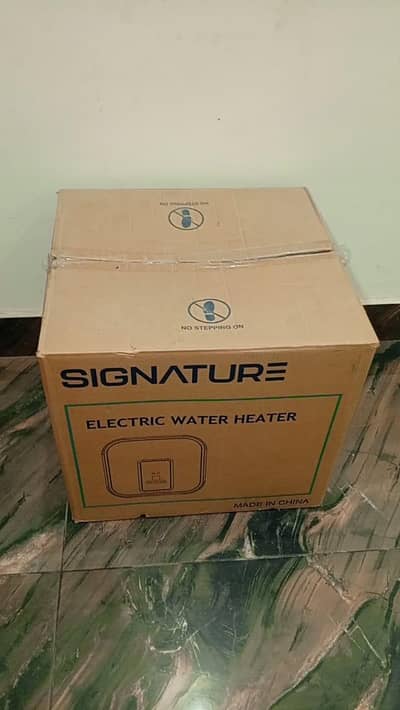 NO STEPPING ON
NO STEPPING ON
SIGNATURE
ELECTRIC WATER HEATER
MADE IN CHINA